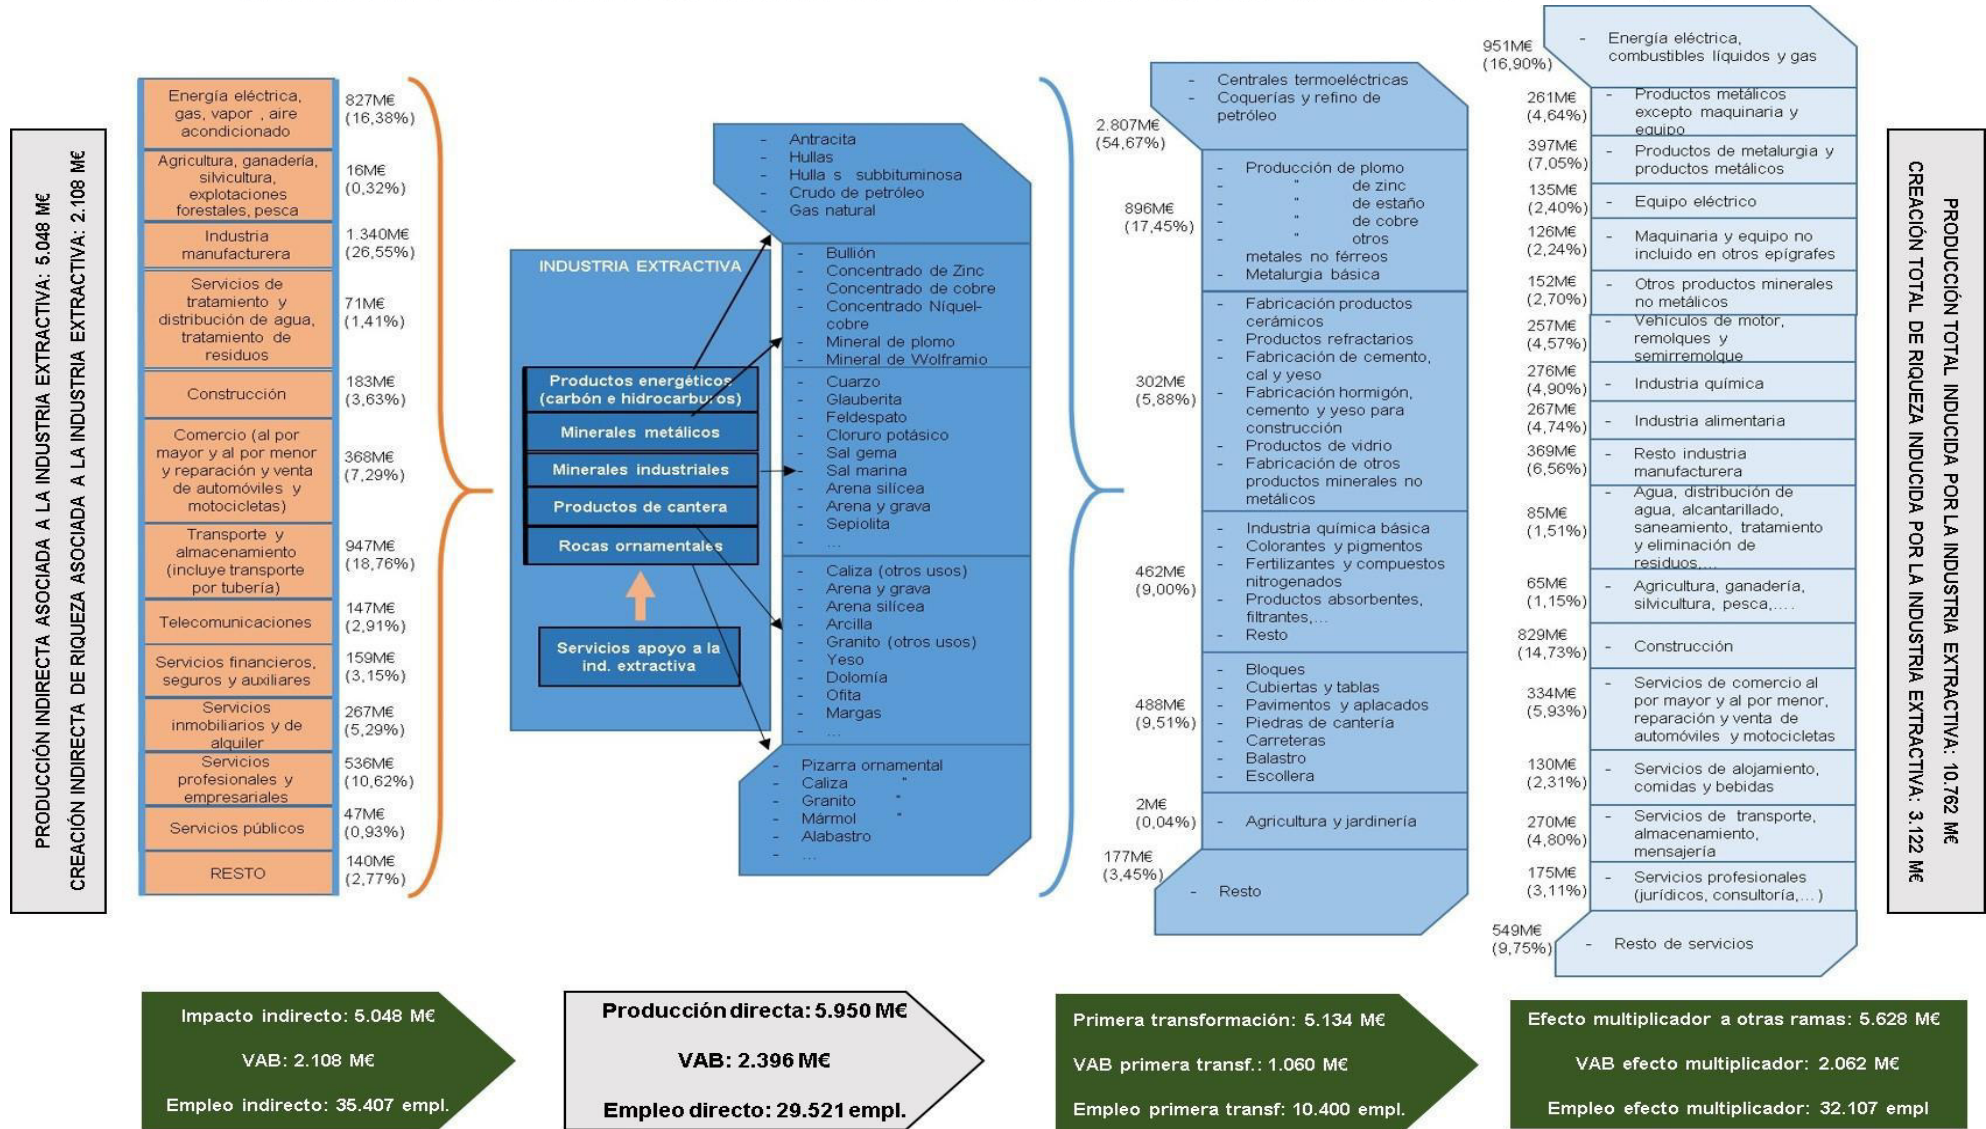 PRODUCCIÓN INDIRECTA ASOCIADA A LA INDUSTRIA EXTRACTIVA: 5.048 M€
CREACIÓN INDIRECTA DE RIQUEZA ASOCIADA A LA INDUSTRIA EXTRACTIVA: 2.108 M€
Energía eléctrica,
gas, vapor , aire
acondicionado
827M€
(16,38%)
Agricultura, ganadería,
silvicultura,
explotaciones
forestales, pesca
16M€
(0,32%)
Industria
manufacturera
1.340M€
(26,55%)
Servicios de
tratamiento y
distribución de agua,
tratamiento de
residuos
71M€
(1,41%)
Construcción
183M€
(3,63%)
Comercio (al por
mayor y al por menor
y reparación y venta
de automóviles y
motocicletas)
368M€
(7,29%)
Transporte y
almacenamiento
(incluye transporte
por tubería)
947M€
(18,76%)
Telecomunicaciones
147M€
(2,91%)
Servicios financieros,
seguros y auxiliares
159M€
(3,15%)
Servicios
inmobiliarios y de
alquiler
267M€
(5,29%)
Servicios
profesionales y
empresariales
536M€
(10,62%)
Servicios públicos
47M€
(0,93%)
RESTO
140M€
(2,77%)
INDUSTRIA EXTRACTIVA
Productos energéticos
(carbón e hidrocarburos)
Minerales metálicos
Minerales industriales
Productos de cantera
Rocas ornamentales
Servicios apoyo a la
ind. extractiva
- Antracita
- Hullas
- Hulla s subbituminosa
- Crudo de petróleo
- Gas natural
- Bullión
- Concentrado de Zinc
- Concentrado de cobre
- Concentrado Níquel-
cobre
- Mineral de plomo
- Mineral de Wolframio
- Cuarzo
- Glauberita
- Feldespato
- Cloruro potásico
- Sal gema
- Sal marina
- Arena silícea
- Arena y grava
- Sepiolita
- ...
- Caliza (otros usos)
- Arena y grava
- Arena silícea
- Arcilla
- Granito (otros usos)
- Yeso
- Dolomía
- Ofita
- Margas
- ...
- Pizarra ornamental
- Caliza "
- Granito "
- Mármol "
- Alabastro
- ...
2.807M€
(54,67%)
- Centrales termoeléctricas
- Coquerías y refino de
petróleo
896M€
(17,45%)
- Producción de plomo
- " de zinc
- " de estaño
- " de cobre
- " otros
metales no férreos
- Metalurgia básica
302M€
(5,88%)
- Fabricación productos
cerámicos
- Productos refractarios
- Fabricación de cemento,
cal y yeso
- Fabricación hormigón,
cemento y yeso para
construcción
- Productos de vidrio
- Fabricación de otros
productos minerales no
metálicos
462M€
(9,00%)
- Industria química básica
- Colorantes y pigmentos
- Fertilizantes y compuestos
nitrogenados
- Productos absorbentes,
filtrantes,...
- Resto
488M€
(9,51%)
- Bloques
- Cubiertas y tablas
- Pavimentos y aplacados
- Piedras de cantería
- Carreteras
- Balastro
- Escollera
2M€
(0,04%)
- Agricultura y jardinería
177M€
(3,45%)
- Resto
951M€
(16,90%)
- Energía eléctrica,
combustibles líquidos y gas
261M€
(4,64%)
- Productos metálicos
excepto maquinaria y
equipo
397M€
(7,05%)
- Productos de metalurgia y
productos metálicos
135M€
(2,40%)
- Equipo eléctrico
126M€
(2,24%)
- Maquinaria y equipo no
incluido en otros epígrafes
152M€
(2,70%)
- Otros productos minerales
no metálicos
257M€
(4,57%)
- Vehículos de motor,
remolques y
semirremolque
276M€
(4,90%)
- Industria química
267M€
(4,74%)
- Industria alimentaria
369M€
(6,56%)
- Resto industria
manufacturera
85M€
(1,51%)
- Agua, distribución de
agua, alcantarillado,
saneamiento, tratamiento
y eliminación de
residuos,...
65M€
(1,15%)
- Agricultura, ganadería,
silvicultura, pesca,....
829M€
(14,73%)
- Construcción
334M€
(5,93%)
- Servicios de comercio al
por mayor y al por menor,
reparación y venta de
automóviles y motocicletas
130M€
(2,31%)
- Servicios de alojamiento,
comidas y bebidas
270M€
(4,80%)
- Servicios de transporte,
almacenamiento,
mensajería
175M€
(3,11%)
- Servicios profesionales
(jurídicos, consultoría,...)
549M€
(9,75%)
- Resto de servicios
PRODUCCIÓN TOTAL INDUCIDA POR LA INDUSTRIA EXTRACTIVA: 10.762 M€
CREACIÓN TOTAL DE RIQUEZA INDUCIDA POR LA INDUSTRIA EXTRACTIVA: 3.122 M€
Impacto indirecto: 5.048 M€
VAB: 2.108 M€
Empleo indirecto: 35.407 empl.
Producción directa: 5.950 M€
VAB: 2.396 M€
Empleo directo: 29.521 empl.
Primera transformación: 5.134 M€
VAB primera transf.: 1.060 M€
Empleo primera transf: 10.400 empl.
Efecto multiplicador a otras ramas: 5.628 M€
VAB efecto multiplicador: 2.062 M€
Empleo efecto multiplicador: 32.107 empl